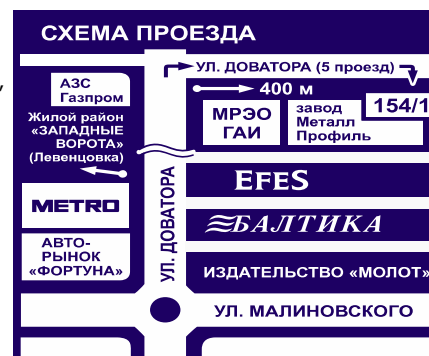 СХЕМА ПРОЕЗДА
УЛ. ДОВАТОРА (5 проезд)
400 м
АЗС
Газпром
Жилой район
«ЗАПАДНЫЕ
ВОРОТА»
(Левенцовка)
МРЭО
ГАИ
завод
Металл
Профиль
154/1
METRO
АВТО-
РЫНОК
«ФОРТУНА»
УЛ. ДОВАТОРА
EFES
БАЛТИКА
ИЗДАТЕЛЬСТВО «МОЛОТ»
УЛ. МАЛИНОВСКОГО